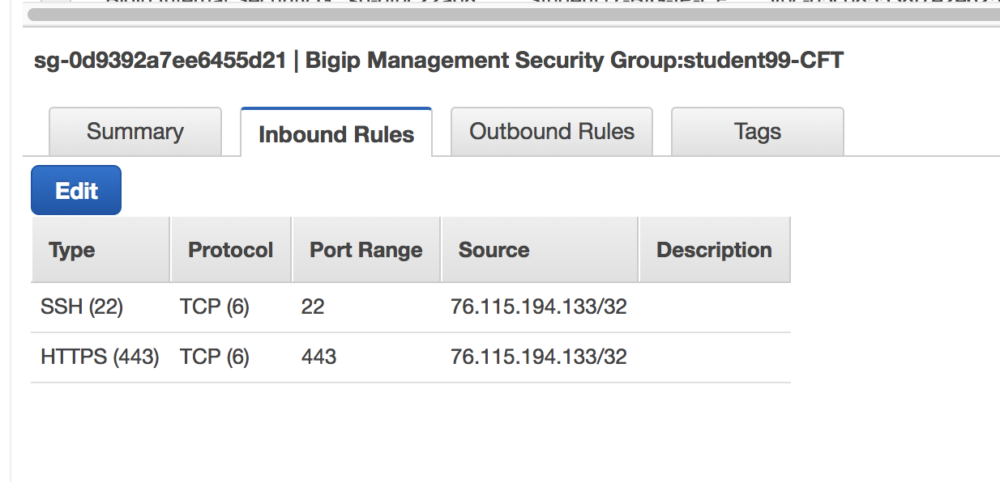 sg-0d9392a7ee6455d21 | Bigip Management Security Group:student99-CFT
Summary
Inbound Rules
Outbound Rules
Tags
Edit
Type Protocol Port Range Source Description
SSH (22) TCP (6) 22 76.115.194.133/32
HTTPS (443) TCP (6) 443 76.115.194.133/32